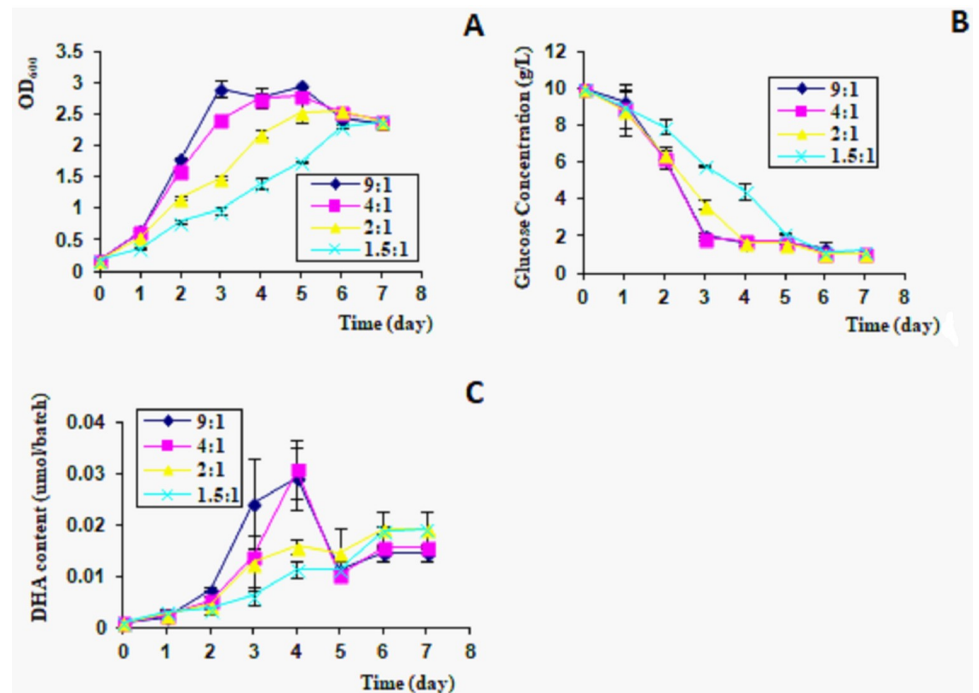 A
OD600
3.5
3
2.5
2
1.5
1
0.5
0
9:1
4:1
2:1
1.5:1
0 1 2 3 4 5 6 7 8
Time (day)
B
Glucose Concentration (g/L)
12
10
8
6
4
2
0
9:1
4:1
2:1
1.5:1
0 1 2 3 4 5 6 7 8
Time (day)
C
DHA content (umol/batch)
0.04
0.03
0.02
0.01
0
9:1
4:1
2:1
1.5:1
0 1 2 3 4 5 6 7 8
Time (day)